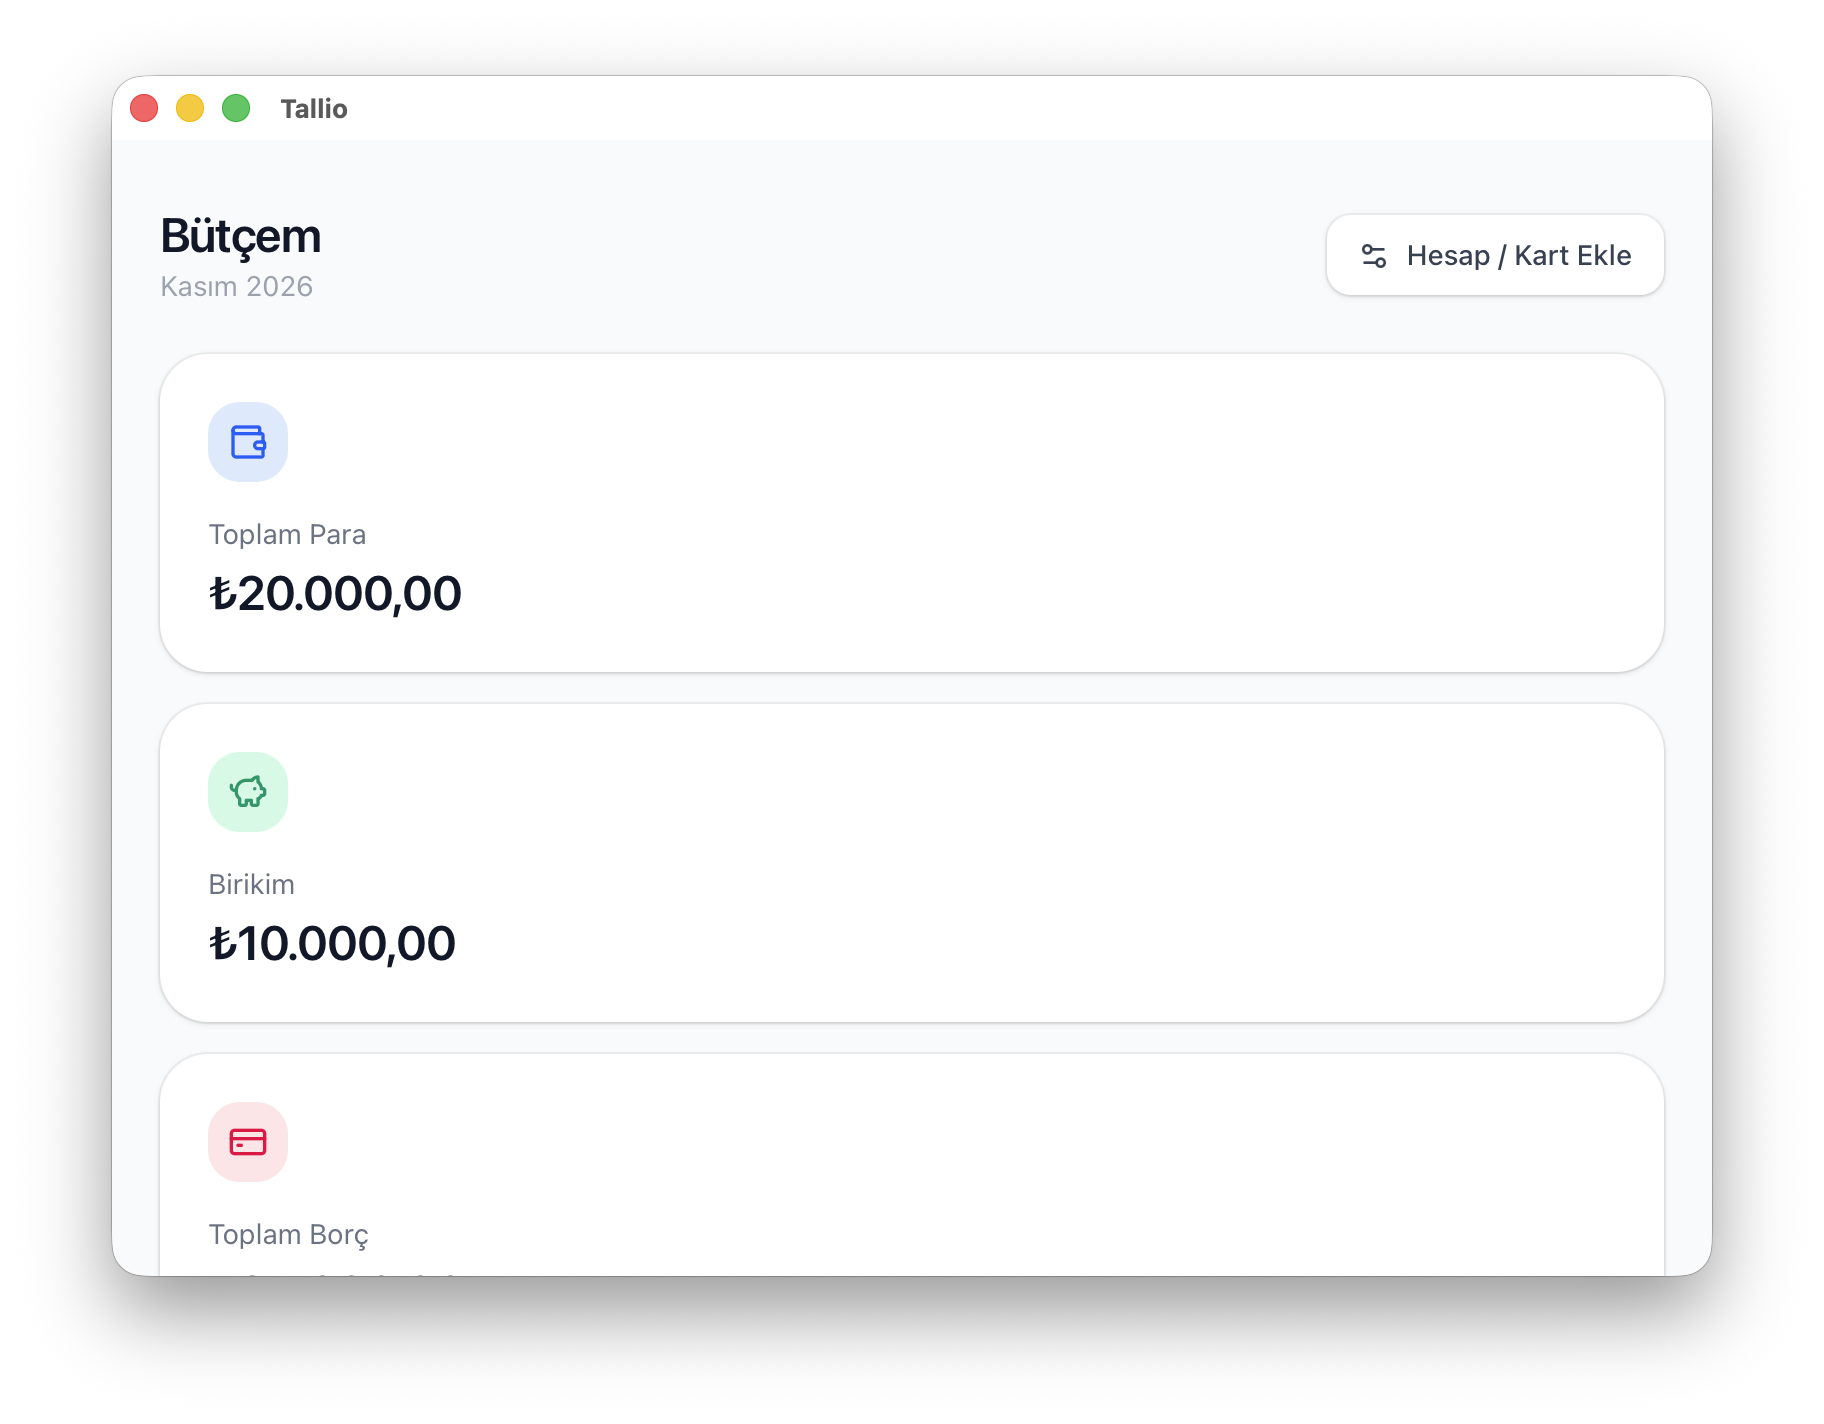 Tallio
Bütçem
Kasım 2026
Hesap / Kart Ekle
Toplam Para
₺20.000,00
Birikim
₺10.000,00
Toplam Borç